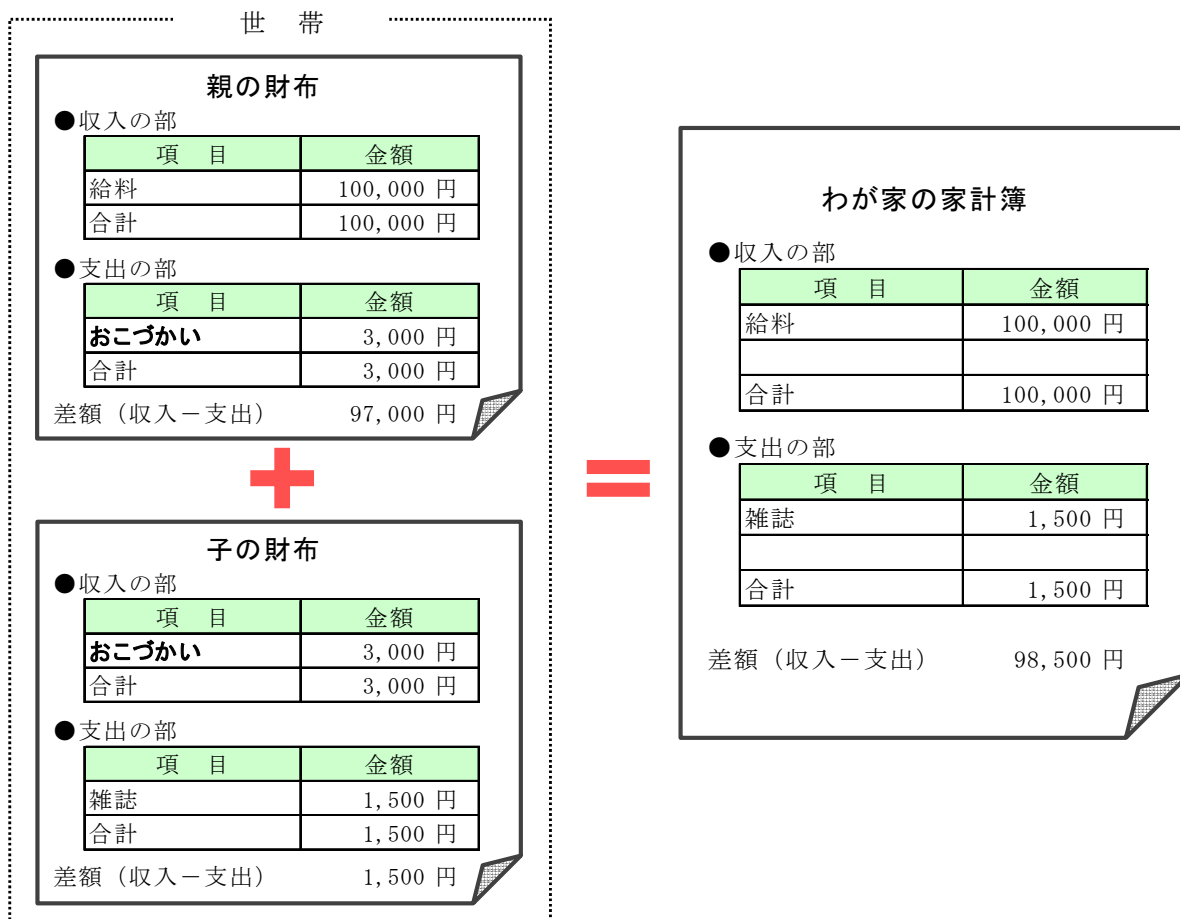 世　帯
親の財布
●収入の部
項　目　金額
給料　100,000 円
合計　100,000 円
●支出の部
項　目　金額
おこづかい　3,000 円
合計　3,000 円
差額（収入－支出）　97,000 円
+
子の財布
●収入の部
項　目　金額
おこづかい　3,000 円
合計　3,000 円
●支出の部
項　目　金額
雑誌　1,500 円
合計　1,500 円
差額（収入－支出）　1,500 円
=
わが家の家計簿
●収入の部
項　目　金額
給料　100,000 円
合計　100,000 円
●支出の部
項　目　金額
雑誌　1,500 円
合計　1,500 円
差額（収入－支出）　98,500 円